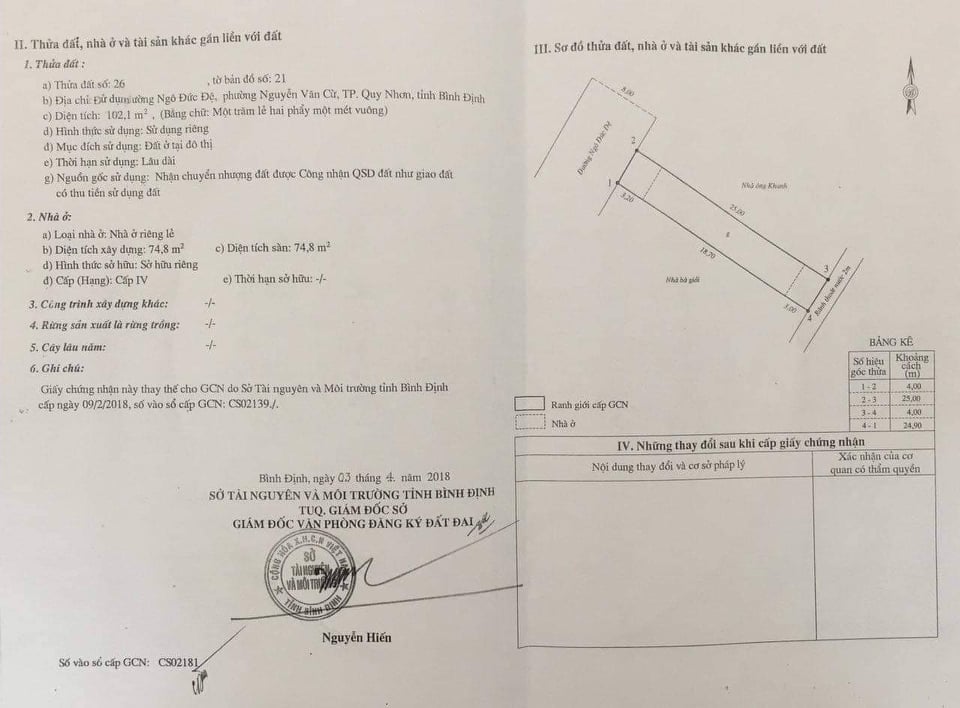 II. Thửa đất, nhà ở và tài sản khác gắn liền với đất
1. Thửa đất :
a) Thửa đất số: 26 , tờ bản đồ số: 21
b) Địa chỉ: Đường Ngô Đức Đệ, phường Nguyễn Văn Cừ, TP. Quy Nhơn, tỉnh Bình Định
c) Diện tích: 102,1 m² , (Bằng chữ: Một trăm lẻ hai phẩy một mét vuông)
d) Hình thức sử dụng: Sử dụng riêng
đ) Mục đích sử dụng: Đất ở tại đô thị
e) Thời hạn sử dụng: Lâu dài
g) Nguồn gốc sử dụng: Nhận chuyển nhượng đất được Công nhận QSD đất như giao đất
có thu tiền sử dụng đất
2. Nhà ở:
a) Loại nhà ở: Nhà ở riêng lẻ
b) Diện tích xây dựng: 74,8 m² c) Diện tích sàn: 74,8 m²
d) Hình thức sở hữu: Sở hữu riêng
đ) Cấp (Hạng): Cấp IV e) Thời hạn sở hữu: -/-
3. Công trình xây dựng khác: -/-
4. Rừng sản xuất là rừng trồng: -/-
5. Cây lâu năm: -/-
6. Ghi chú:
Giấy chứng nhận này thay thế cho GCN do Sở Tài nguyên và Môi trường tỉnh Bình Định
cấp ngày 09/2/2018, số vào sổ cấp GCN: CS02139./.
Bình Định, ngày 03 tháng 4 năm 2018
SỞ TÀI NGUYÊN VÀ MÔI TRƯỜNG TỈNH BÌNH ĐỊNH
TUQ. GIÁM ĐỐC SỞ
GIÁM ĐỐC VĂN PHÒNG ĐĂNG KÝ ĐẤT ĐAI
CỘNG HÒA X.H.C.N VIỆT NAM
SỞ
TÀI NGUYÊN
VÀ MÔI TRƯỜNG
TỈNH BÌNH ĐỊNH
Nguyễn Hiến
Số vào sổ cấp GCN: CS02181
III. Sơ đồ thửa đất, nhà ở và tài sản khác gắn liền với đất
8,00
Đường Ngô Đức Đệ
2
1
3,20
Nhà ông Khanh
25,00
18,70
Nhà bà giới
3
3,00
4
Rãnh thoát nước 2m
BẢNG KÊ
Số hiệu góc thửa Khoảng cách (m)
1 - 2 4,00
2 - 3 25,00
3 - 4 4,00
4 - 1 24,90
Ranh giới cấp GCN
Nhà ở
IV. Những thay đổi sau khi cấp giấy chứng nhận
Nội dung thay đổi và cơ sở pháp lý
Xác nhận của cơ
quan có thẩm quyền